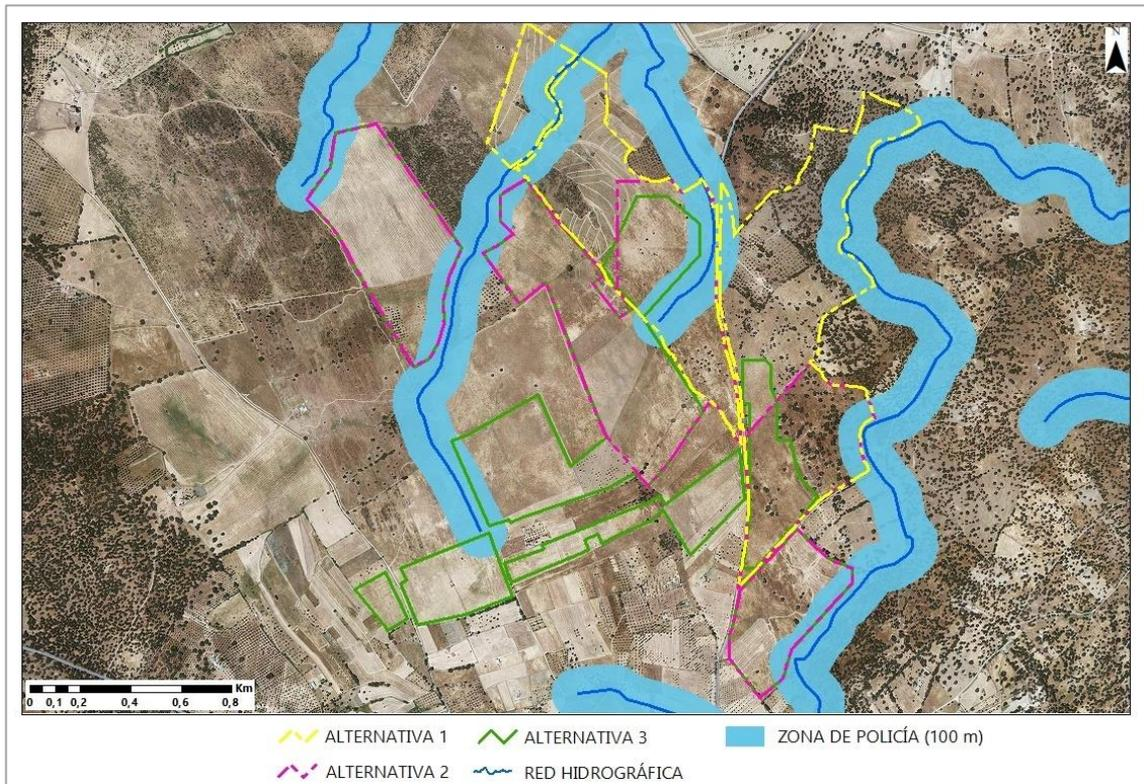 N
0 0,1 0,2 0,4 0,6 0,8 Km
ALTERNATIVA 1 ALTERNATIVA 3 ZONA DE POLICÍA (100 m)
ALTERNATIVA 2 RED HIDROGRÁFICA